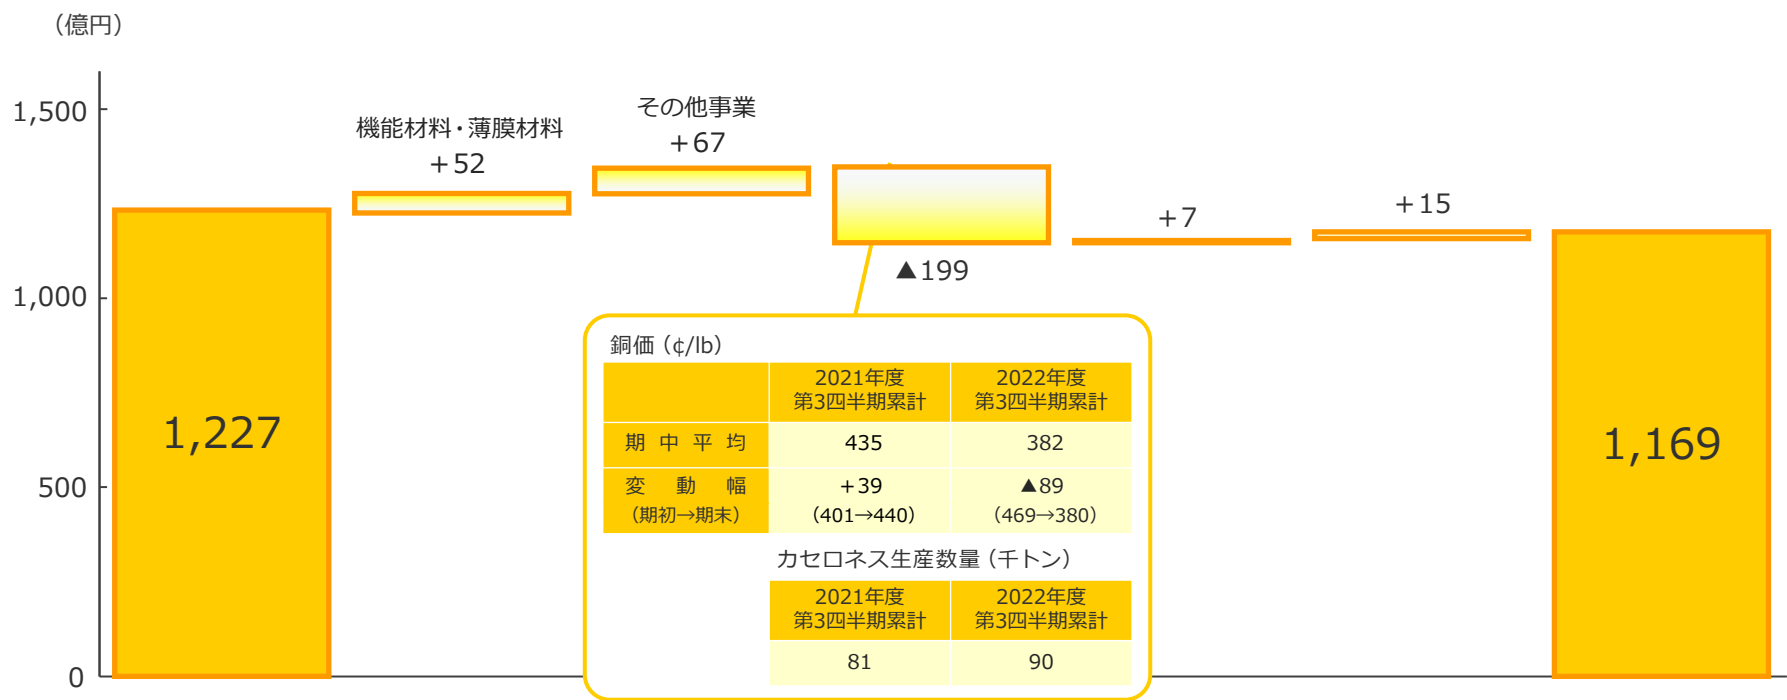 （億円）
1,500
1,000
500
0
1,227
機能材料・薄膜材料
＋52
その他事業
＋67
▲199
＋7
＋15
1,169
銅価（¢/lb）
2021年度 2022年度
第3四半期累計 第3四半期累計
期中平均 435 382
変動幅 ＋39 ▲89
（期初→期末） （401→440） （469→380）
カセロネス生産数量（千トン）
2021年度 2022年度
第3四半期累計 第3四半期累計
81 90